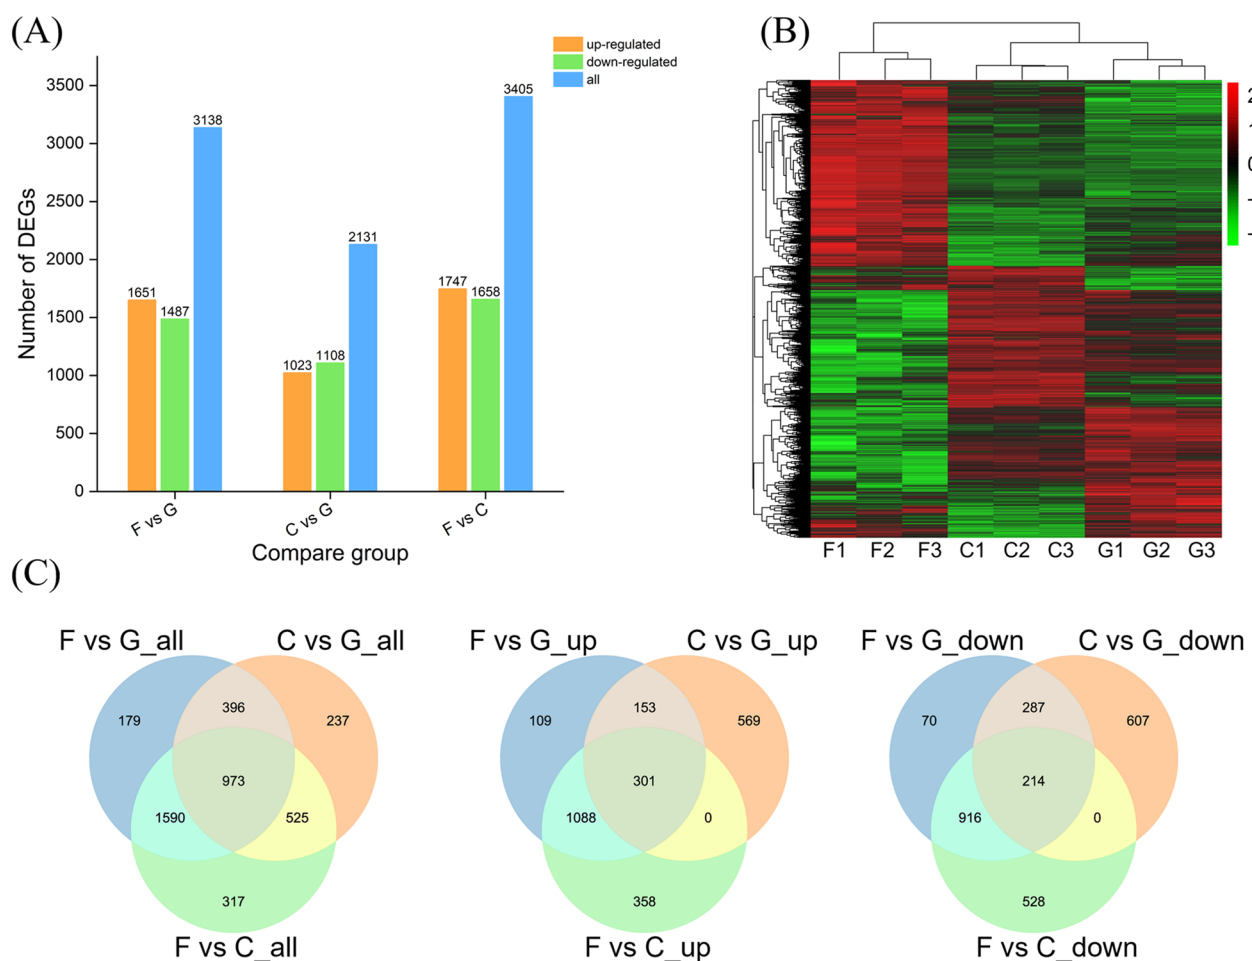 (A)
up-regulated
down-regulated
all
Number of DEGs
3500
3000
2500
2000
1500
1000
500
0
1651
1487
3138
1023
1108
2131
1747
1658
3405
F vs G
C vs G
F vs C
Compare group
(B)
2
1
0
-
-
F1 F2 F3 C1 C2 C3 G1 G2 G3
(C)
F vs G_all
C vs G_all
179
396
237
973
1590
525
317
F vs C_all
F vs G_up
C vs G_up
109
153
569
301
1088
0
358
F vs C_up
F vs G_down
C vs G_down
70
287
607
214
916
0
528
F vs C_down